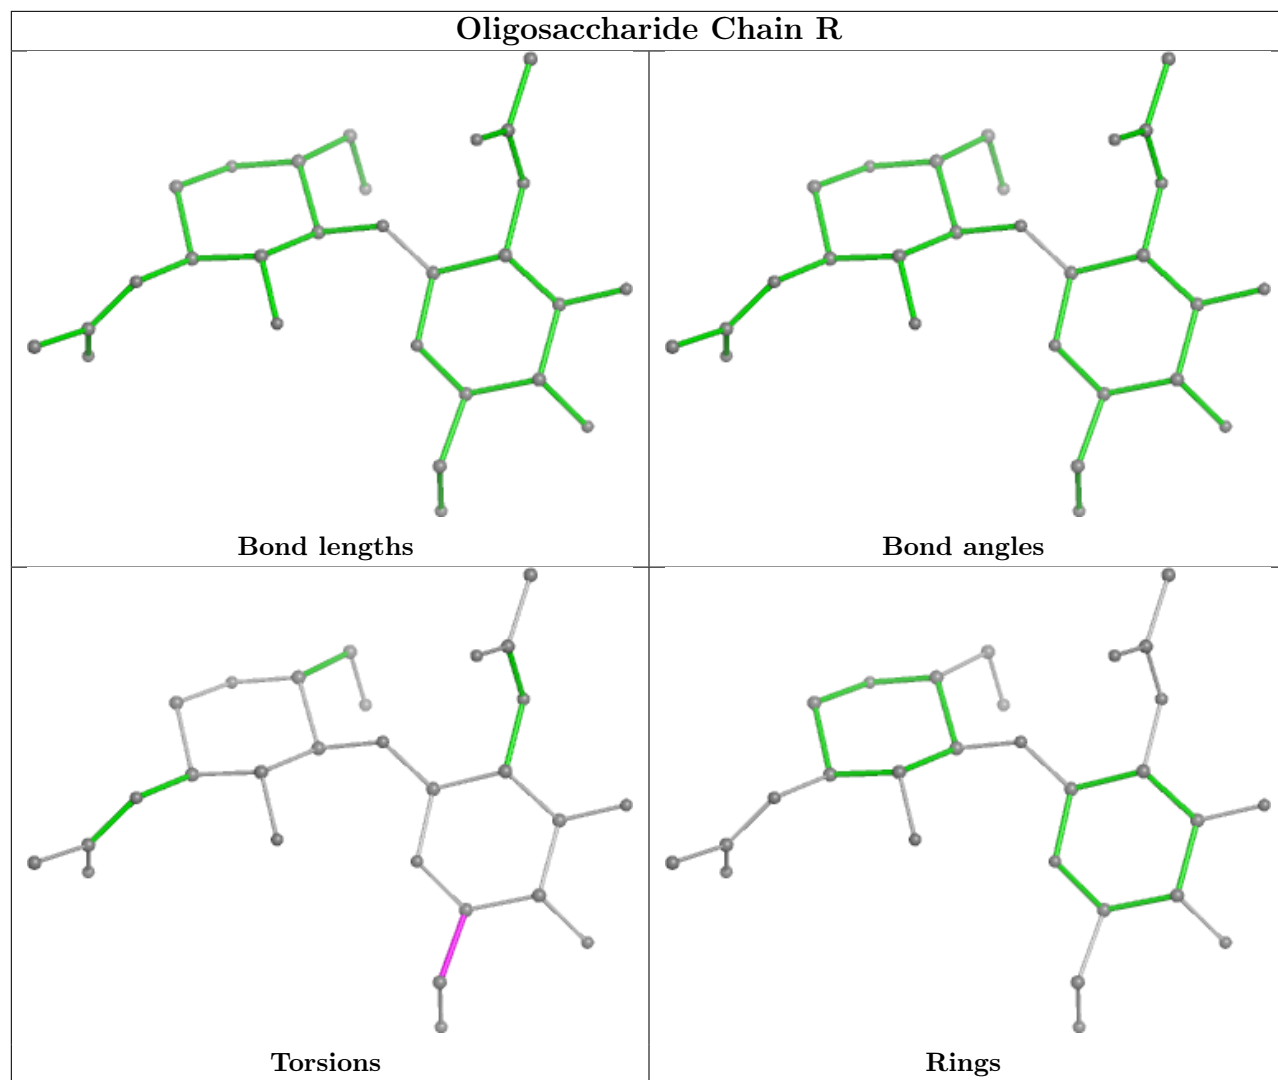 Oligosaccharide Chain R
Bond lengths
Bond angles
Torsions
Rings